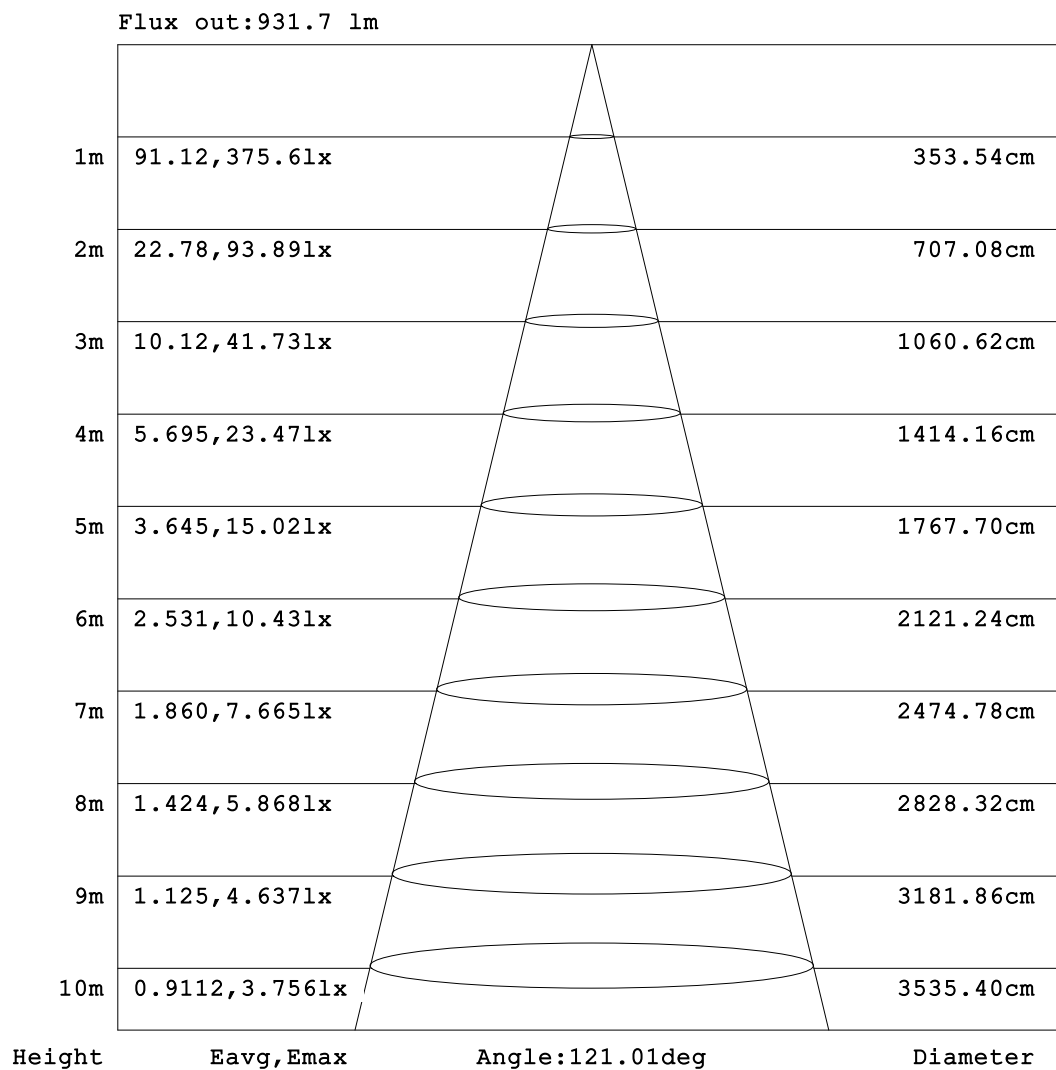 Flux out:931.7 lm
1m 91.12,375.6lx 353.54cm
2m 22.78,93.89lx 707.08cm
3m 10.12,41.73lx 1060.62cm
4m 5.695,23.47lx 1414.16cm
5m 3.645,15.02lx 1767.70cm
6m 2.531,10.43lx 2121.24cm
7m 1.860,7.665lx 2474.78cm
8m 1.424,5.868lx 2828.32cm
9m 1.125,4.637lx 3181.86cm
10m 0.9112,3.756lx 3535.40cm
Height Eavg,Emax Angle:121.01deg Diameter